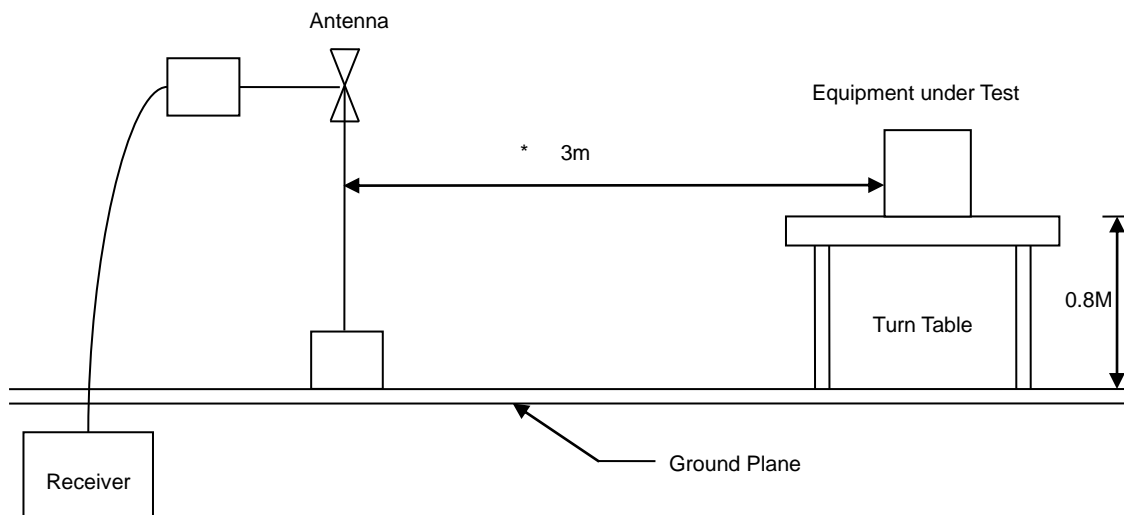 Antenna
Equipment under Test
* 3m
0.8M
Turn Table
Ground Plane
Receiver